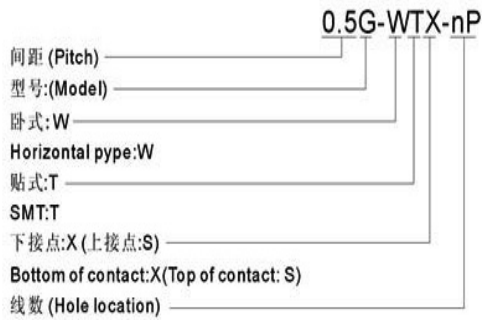 0.5G-WTX-nP
间距 (Pitch)
型号:(Model)
卧式:W
Horizontal pype:W
贴式:T
SMT:T
下接点:X (上接点:S)
Bottom of contact:X(Top of contact: S)
线数 (Hole location)